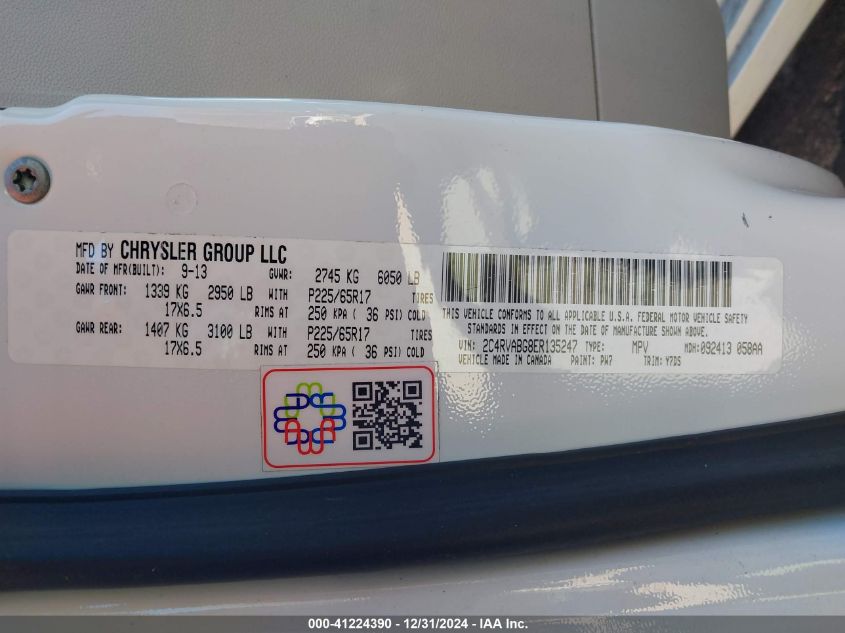 MFD BY CHRYSLER GROUP LLC
DATE OF MFR(BUILT): 9-13 GVWR: 2745 KG 6050 LB
GAWR FRONT: 1339 KG 2950 LB WITH P225/65R17 TIRES
17X6.5 RIMS AT 250 KPA ( 36 PSI) COLD
GAWR REAR: 1407 KG 3100 LB WITH P225/65R17 TIRES
17X6.5 RIMS AT 250 KPA ( 36 PSI) COLD
THIS VEHICLE CONFORMS TO ALL APPLICABLE U.S.A. FEDERAL MOTOR VEHICLE SAFETY
STANDARDS IN EFFECT ON THE DATE OF MANUFACTURE SHOWN ABOVE.
VIN: 2C4RVABG8ER135247 TYPE: MPV MDH: 092413 058AA
VEHICLE MADE IN CANADA PAINT: PW7 TRIM: Y7DS
000-41224390 - 12/31/2024 - IAA Inc.